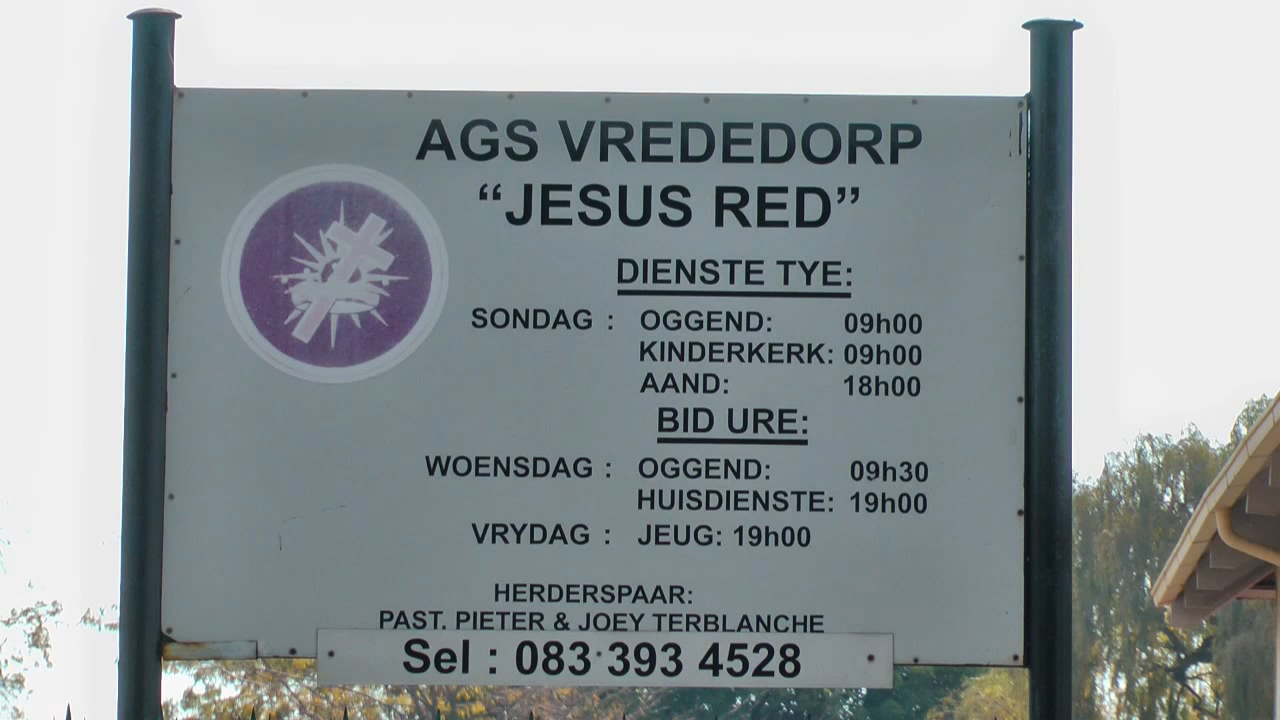 AGS VREDEDORP
“JESUS RED”
DIENSTE TYE:
SONDAG : OGGEND: 09h00
KINDERKERK: 09h00
AAND: 18h00
BID URE:
WOENSDAG : OGGEND: 09h30
HUISDIENSTE: 19h00
VRYDAG : JEUG: 19h00
HERDERSPAAR:
PAST. PIETER & JOEY TERBLANCHE
Sel : 083 393 4528